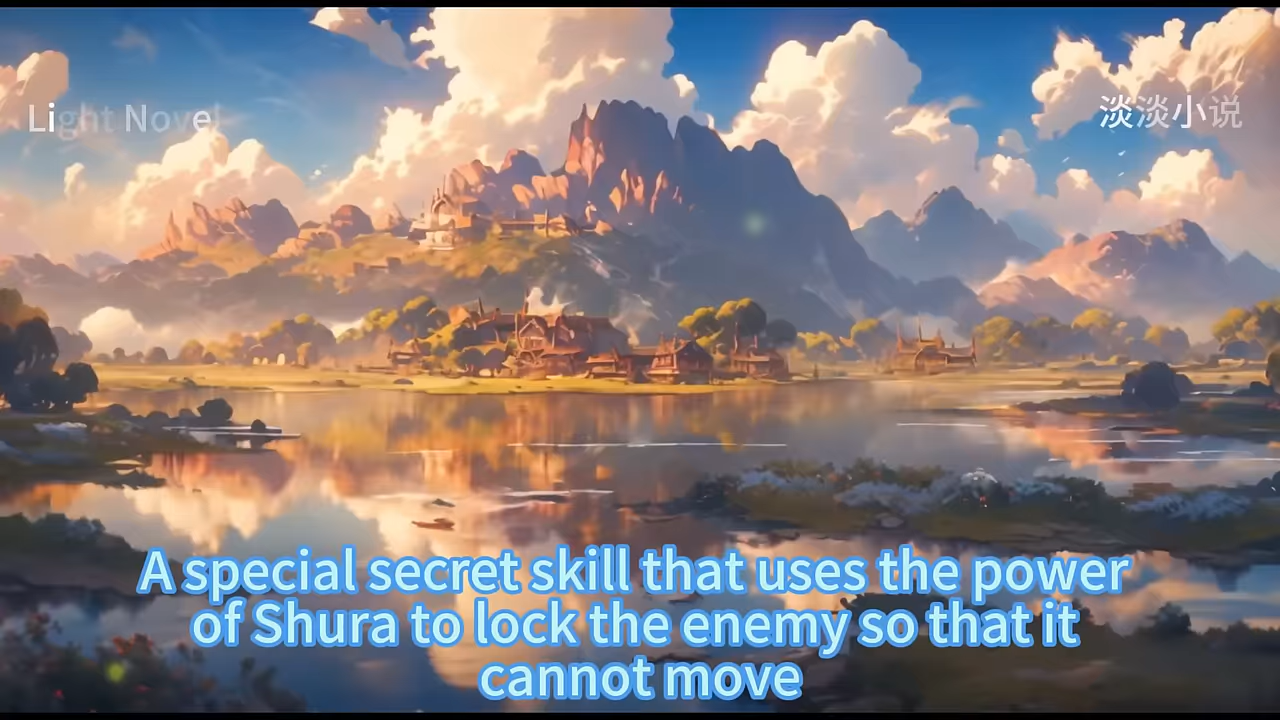 Light Novel
淡淡小说
A special secret skill that uses the power
of Shura to lock the enemy so that it
cannot move